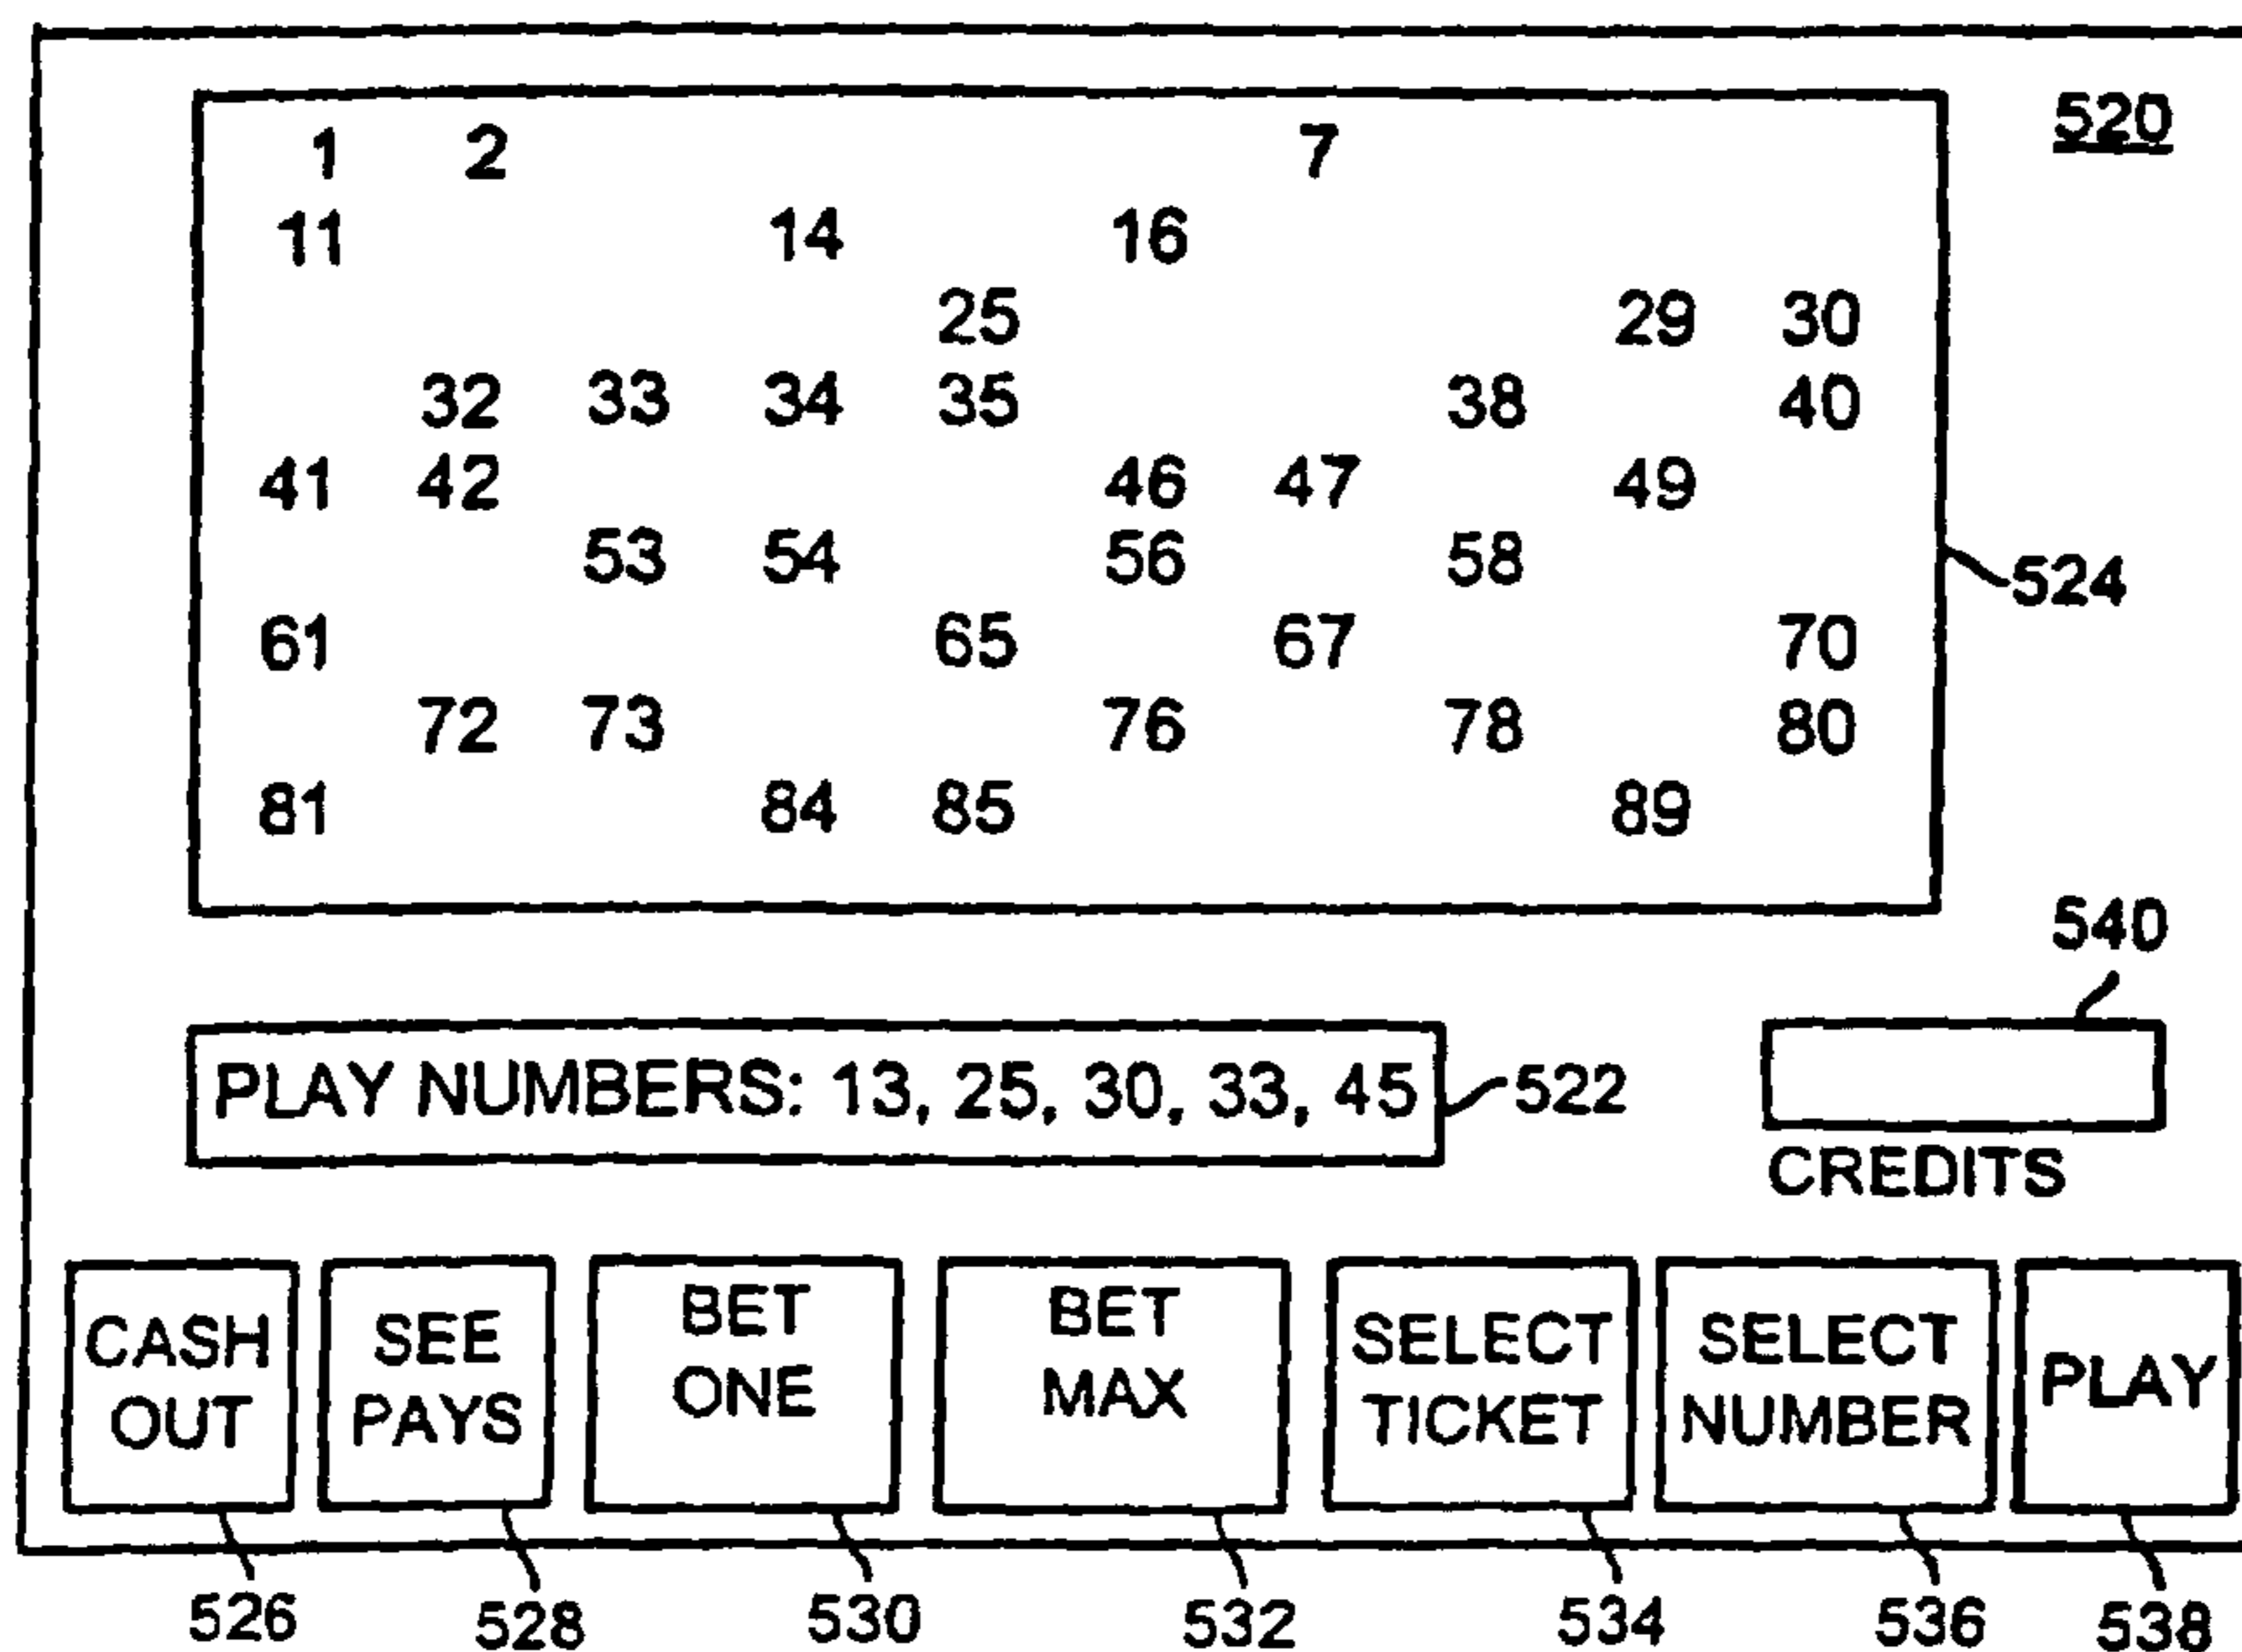 520
1 2 7
11 14 16
25 29 30
32 33 34 35 38 40
41 42 46 47 49
53 54 56 58
524
61 65 67 70
72 73 76 78 80
81 84 85 89
540
PLAY NUMBERS: 13, 25, 30, 33, 45
522
CREDITS
CASH
OUT
SEE
PAYS
BET
ONE
BET
MAX
SELECT
TICKET
SELECT
NUMBER
PLAY
526 528 530 532 534 536 538